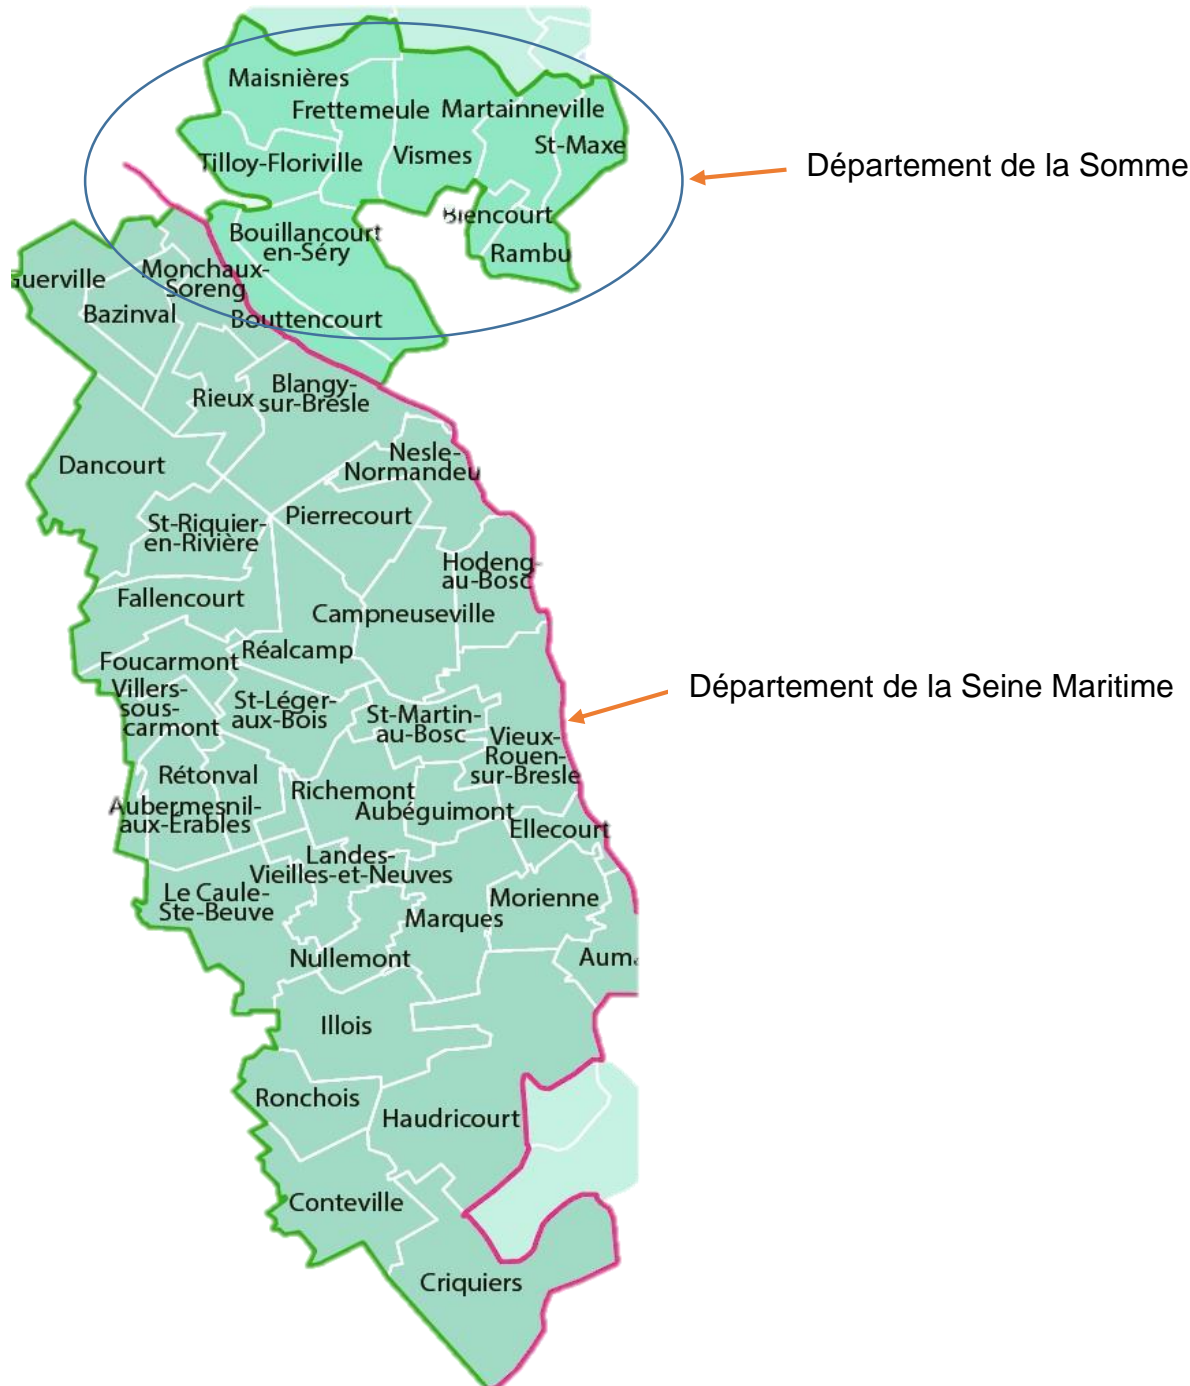 Maisnières
Frettemeule
Martainneville
St-Maxe
Tilloy-Floriville
Vismes
Département de la Somme
Biencourt
Rambu
Bouillancourt
en-Séry
Monchaux-
Soreng
Guerville
Bazinval
Bouttencourt
Rieux
Blangy-
sur-Bresle
Nesle-
Normandeu
Dancourt
Pierrecourt
St-Riquier-
en-Rivière
Hodeng-
au-Bosc
Fallencourt
Campneuseville
Réalcamp
Foucarmont
Villers-
sous-
carmont
St-Léger-
aux-Bois
Département de la Seine Maritime
St-Martin-
au-Bosc
Vieux-
Rouen-
sur-Bresle
Rétonval
Richemont
Aubermesnil-
aux-Érables
Aubéguimont
Ellecourt
Landes-
Vieilles-et-Neuves
Le Caule-
Ste-Beuve
Morienne
Marques
Nullemont
Auma
Illois
Ronchois
Haudricourt
Conteville
Criquiers